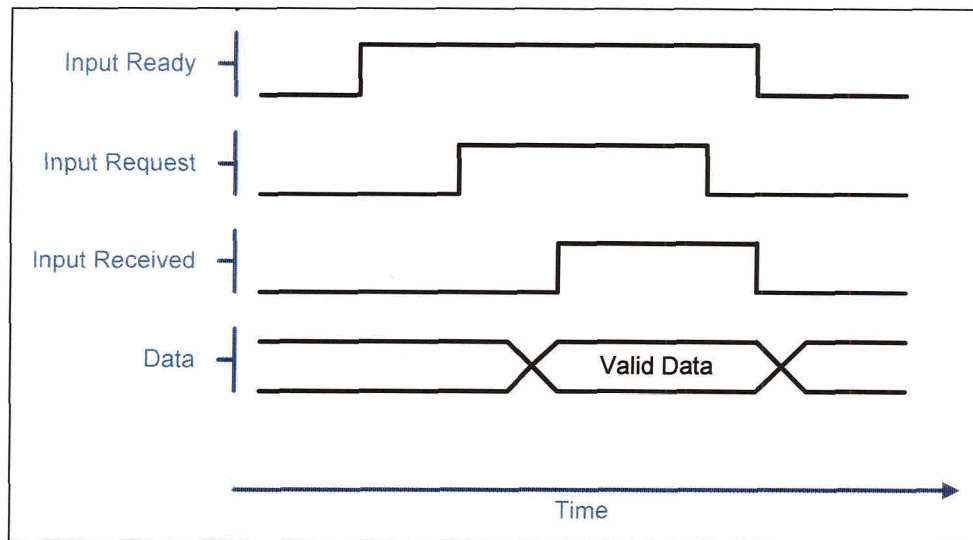 Input Ready
Input Request
Input Received
Data
Valid Data
Time